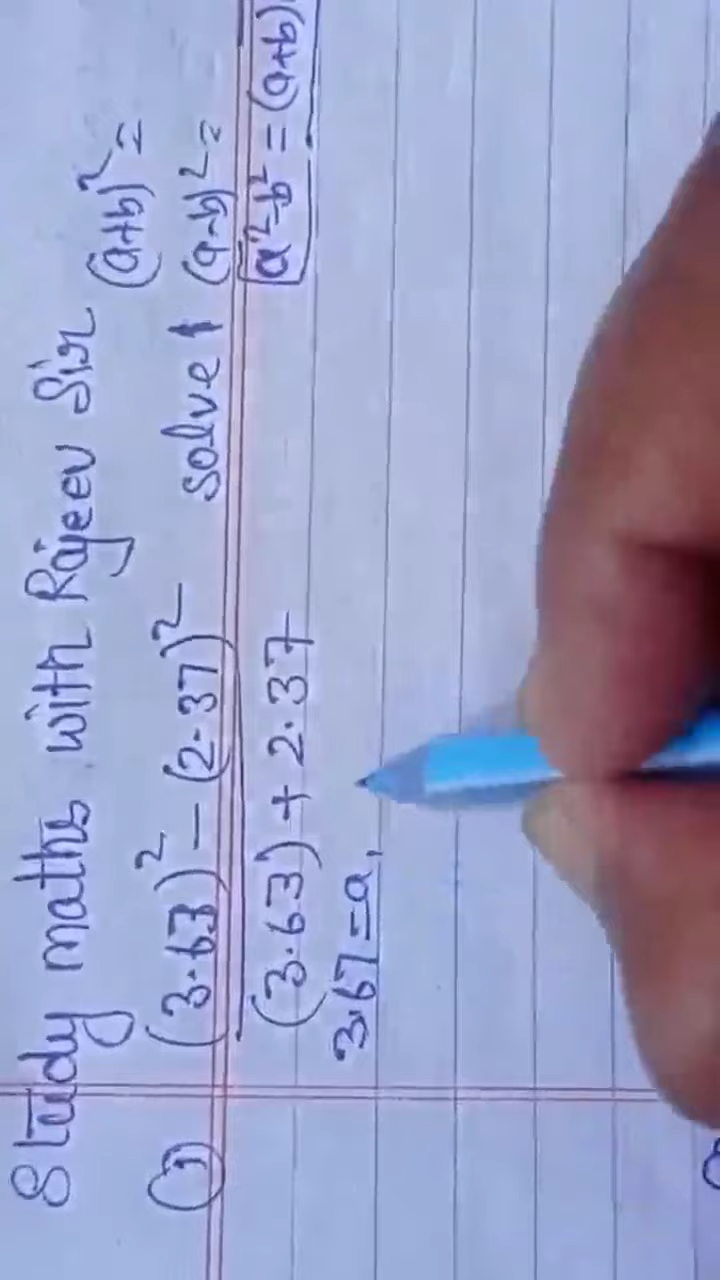 Study maths with Rajeev Sir
(a+b)²=
① (3.63)²-(2.37)² solve (a-b)²=
(3.63)+2.37
a²-b²=(a+b)
3.67=a,